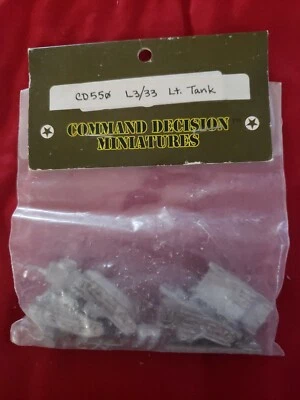 CD550 L3/33 Lt. Tank
COMMAND DECISION
MINIATURES